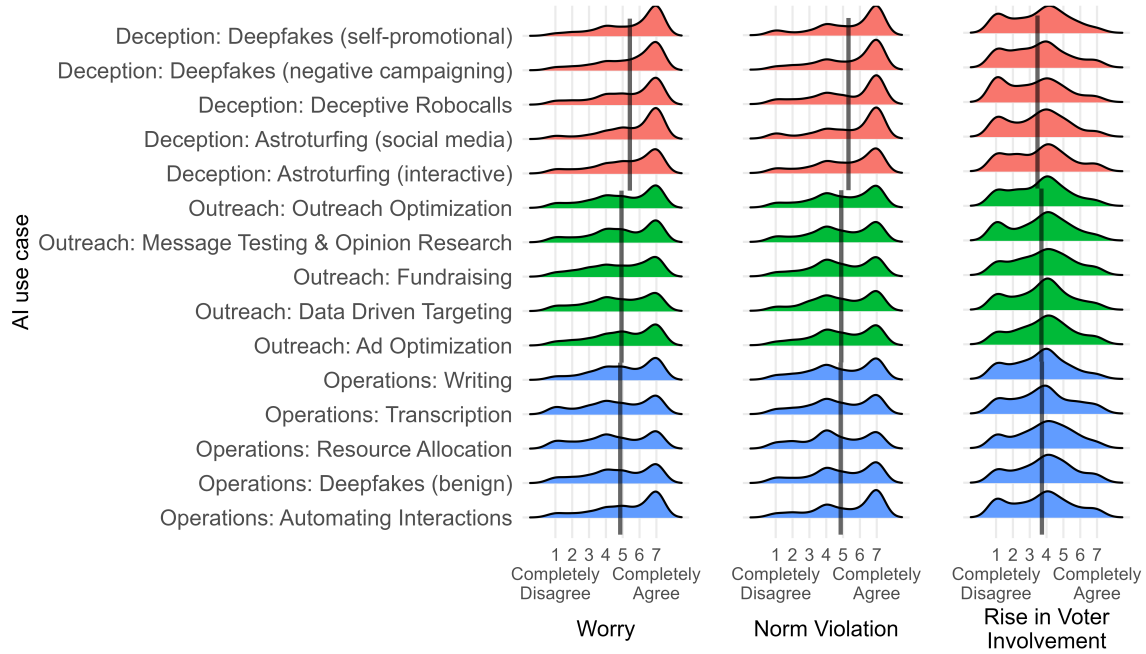 AI use case
Deception: Deepfakes (self-promotional)
Deception: Deepfakes (negative campaigning)
Deception: Deceptive Robocalls
Deception: Astroturfing (social media)
Deception: Astroturfing (interactive)
Outreach: Outreach Optimization
Outreach: Message Testing & Opinion Research
Outreach: Fundraising
Outreach: Data Driven Targeting
Outreach: Ad Optimization
Operations: Writing
Operations: Transcription
Operations: Resource Allocation
Operations: Deepfakes (benign)
Operations: Automating Interactions
1 2 3 4 5 6 7
Completely Disagree
Completely Agree
Worry
1 2 3 4 5 6 7
Completely Disagree
Completely Agree
Norm Violation
1 2 3 4 5 6 7
Completely Disagree
Completely Agree
Rise in Voter
Involvement